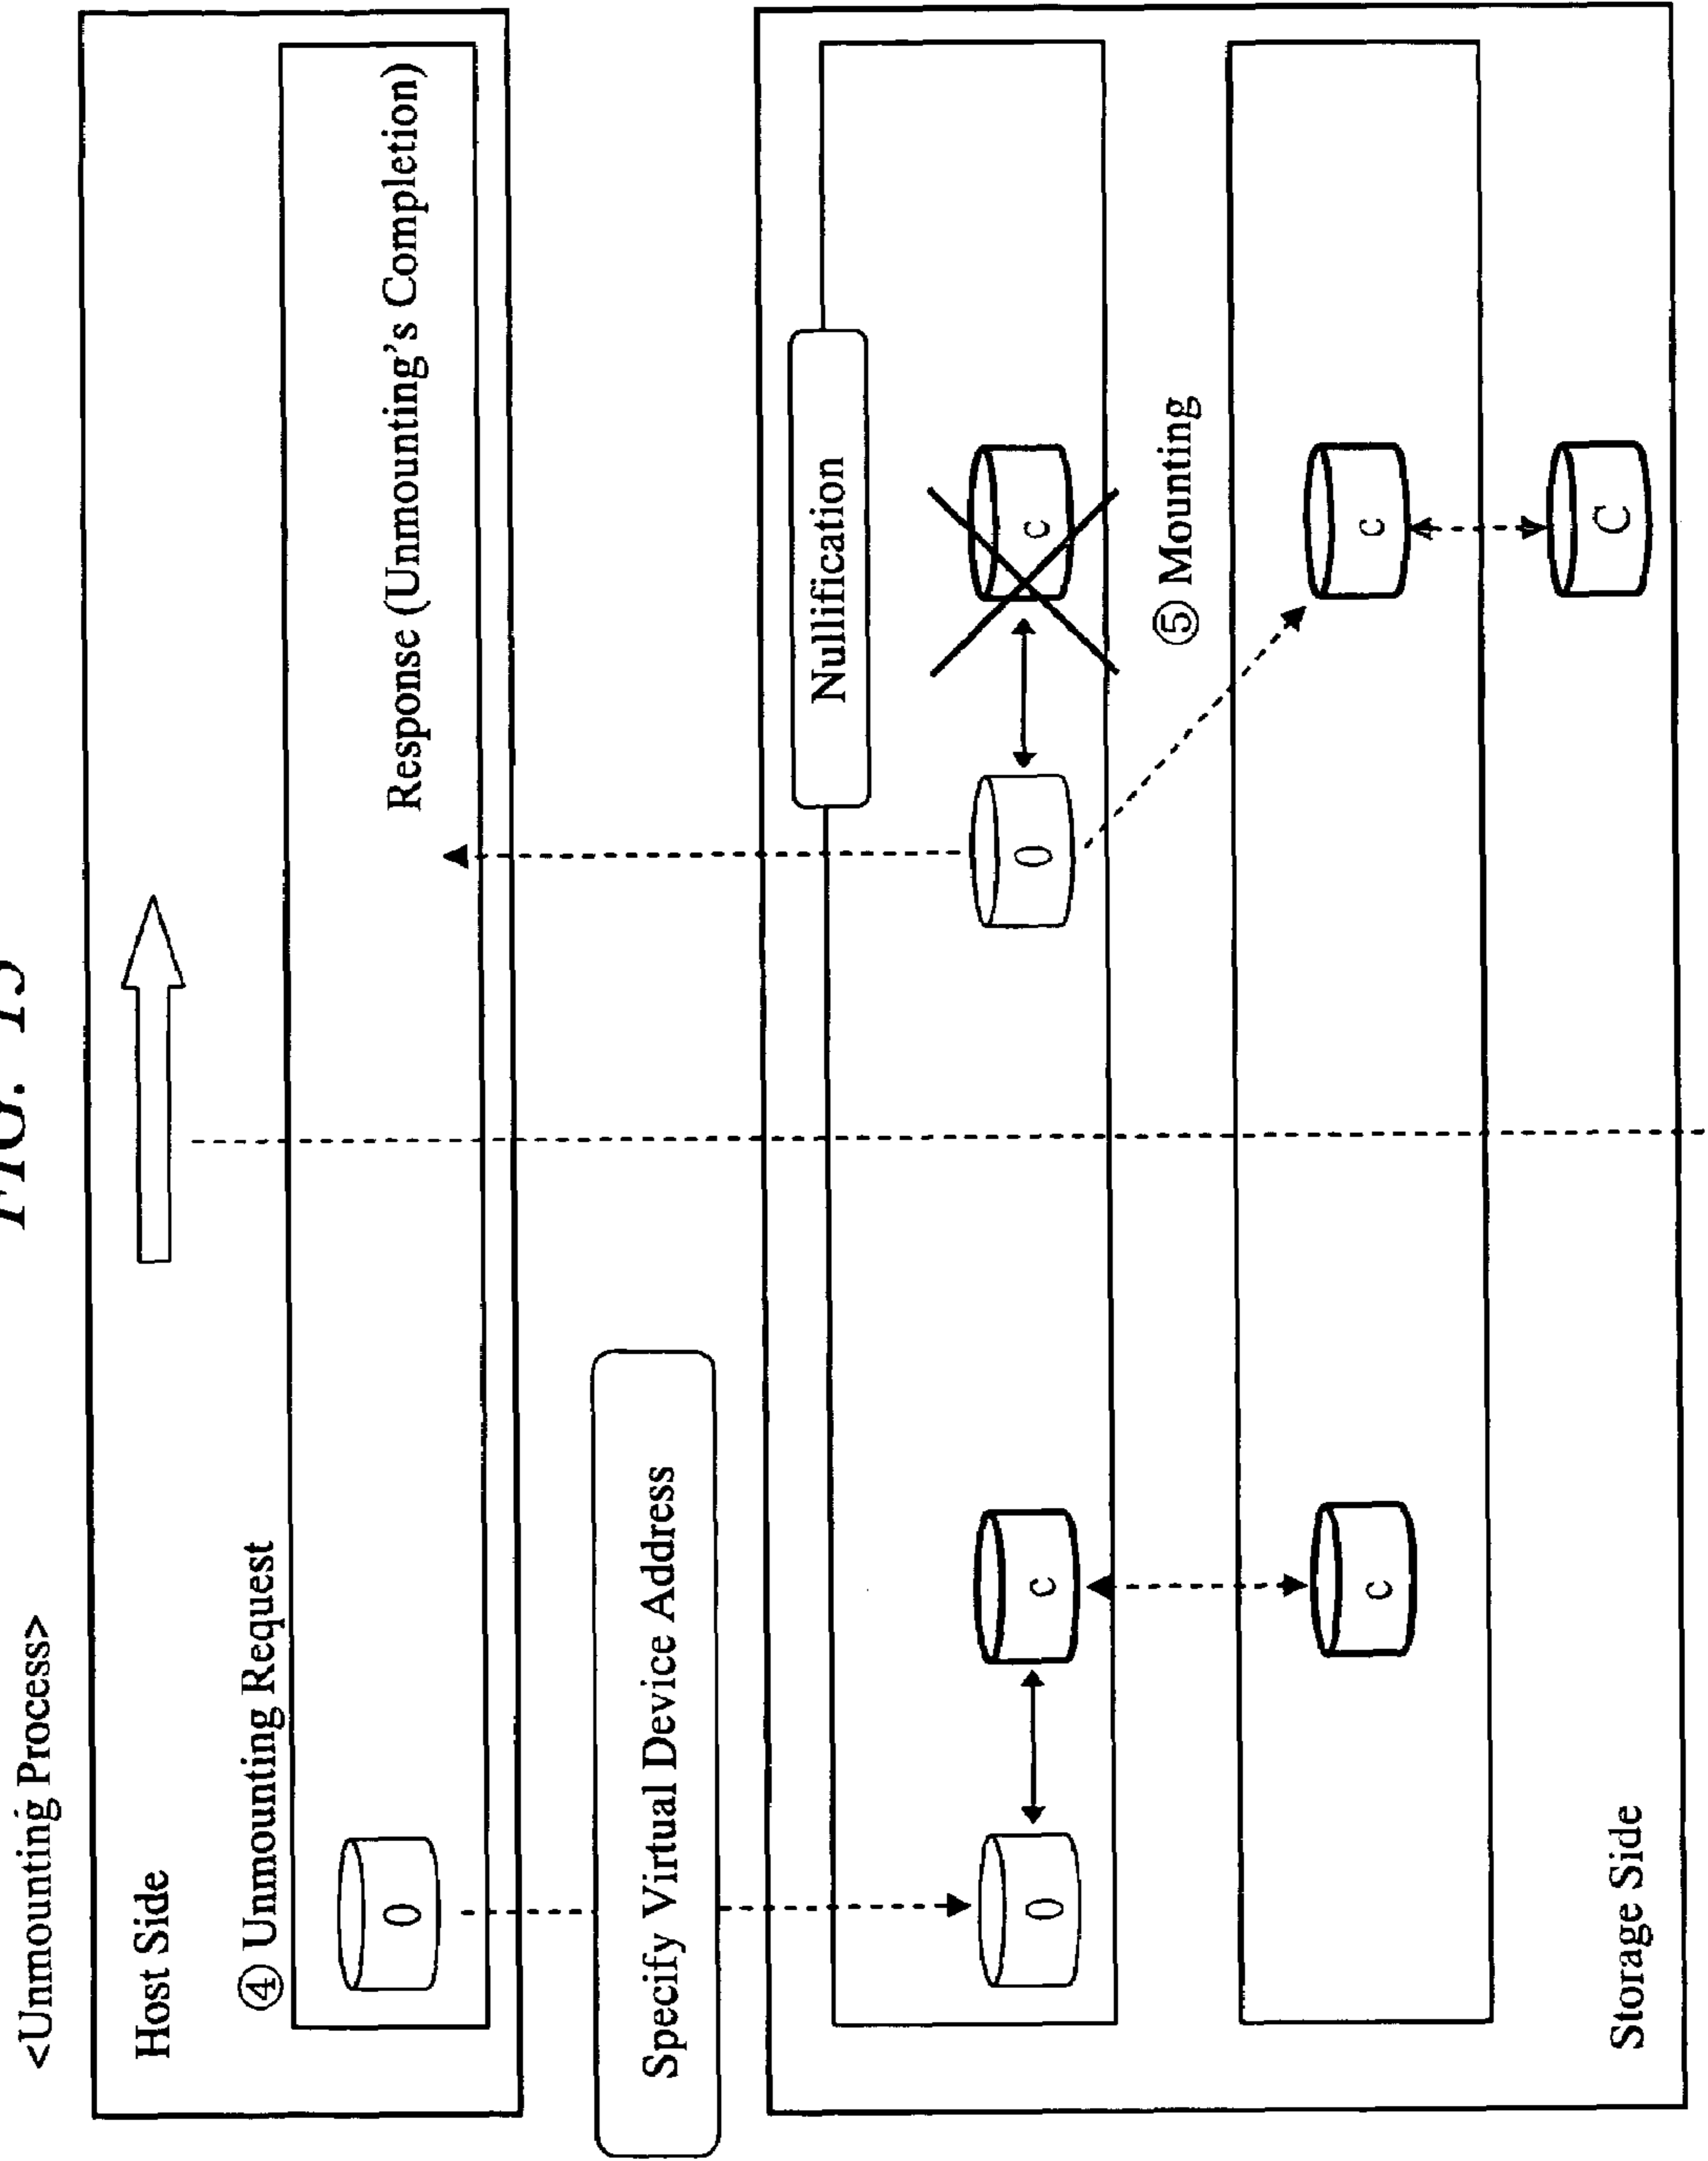 FIG.
<Unmounting Process>
Host Side
④ Unmounting Request
0
Response (Unmounting's Completion)
Specify Virtual Device Address
Nullification
0
c
0
c
⑤ Mounting
c
c
Storage Side
C